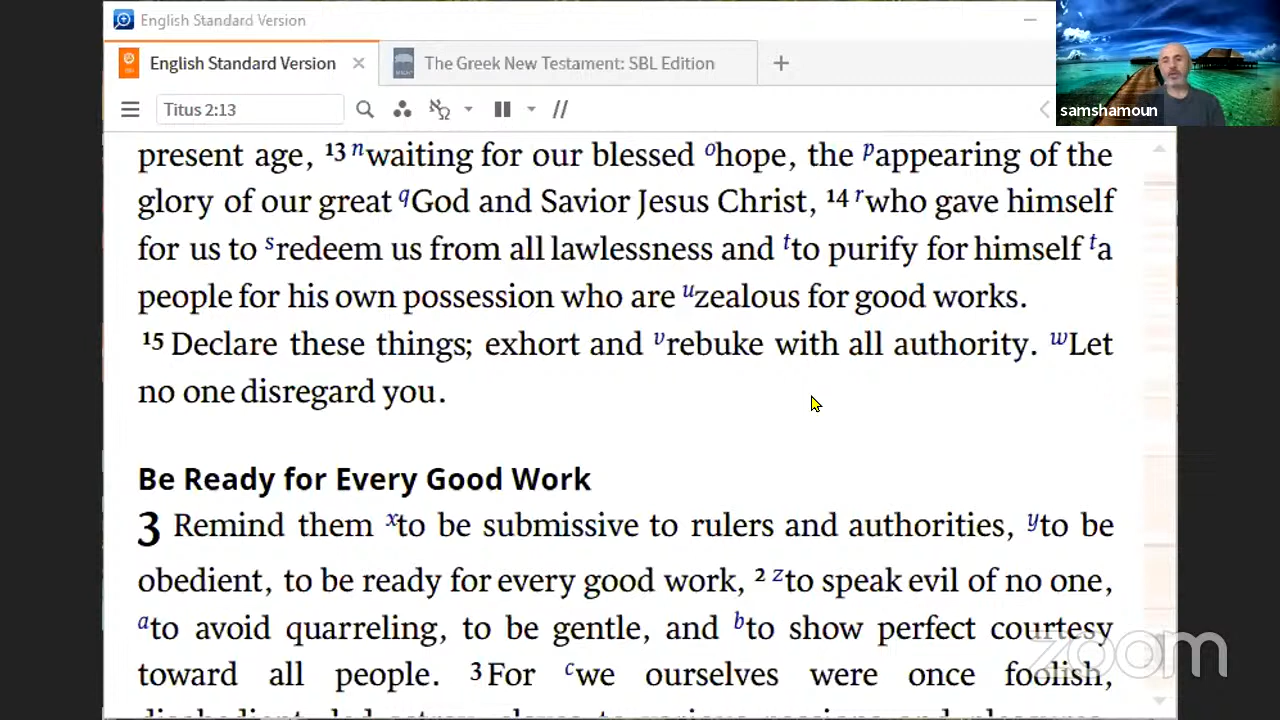 English Standard Version
English Standard Version
The Greek New Testament: SBL Edition
Titus 2:13
samshamoun
present age, 13 n waiting for our blessed o hope, the p appearing of the
glory of our great q God and Savior Jesus Christ, 14 r who gave himself
for us to s redeem us from all lawlessness and t to purify for himself t a
people for his own possession who are u zealous for good works.
15 Declare these things; exhort and v rebuke with all authority. w Let
no one disregard you.
Be Ready for Every Good Work
3 Remind them x to be submissive to rulers and authorities, y to be
obedient, to be ready for every good work, 2 z to speak evil of no one,
a to avoid quarreling, to be gentle, and b to show perfect courtesy
toward all people. 3 For c we ourselves were once foolish,
zoom